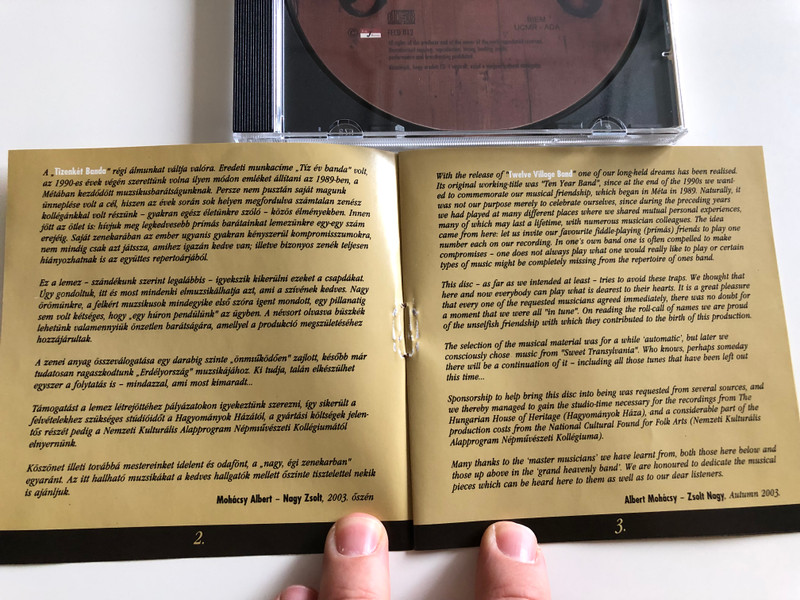 A „Tizenkét Banda" régi álmunkat váltja valóra. Eredeti munkacíme „Tíz év banda" volt,
az 1990-es évek végén szerettünk volna ilyen módon emléket állítani az 1989-ben, a
Métában kezdődött muzsikusbarátságunknak. Persze nem pusztán saját magunk
ünneplése volt a cél, hiszen az évek során sok helyen megfordulva számtalan zenész
kollégánkkal volt részünk – gyakran egész életünkre szóló – közös élményekben. Innen
jött az ötlet is: hívjuk meg legkedvesebb prímás barátainkat lemezünkre egy-egy szám
erejéig. Saját zenekarában az ember ugyanis gyakran kényszerül kompromisszumokra,
nem mindig csak azt játssza, amihez igazán kedve van; illetve bizonyos zenék teljesen
hiányozhatnak is az együttes repertoárjából.
Ez a lemez – szándékunk szerint legalábbis – igyekszik kikerülni ezeket a csapdákat.
Úgy gondoltuk, itt és most mindenki elmuzsikálhatja azt, ami a szívének kedves. Nagy
örömünkre, a felkért muzsikusok mindegyike első szóra igent mondott, egy pillanatig
sem volt kétséges, hogy „egy húron pendülünk" az ügyben. A névsort olvasva büszkék
lehetünk valamennyiük önzetlen barátságára, amellyel a produkció megszületéséhez
hozzájárultak.
A zenei anyag összeválogatása egy darabig szinte „önműködően" zajlott, később már
tudatosan ragaszkodtunk „Erdélyország" muzsikájához. Ki tudja, talán elkészülhet
egyszer a folytatás is – mindazzal, ami most kimaradt...
Támogatást a lemez létrejöttéhez pályázatokon igyekeztünk szerezni, így sikerült a
felvételekhez szükséges stúdióidőt a Hagyományok Házától, a gyártási költségek jelen-
tős részét pedig a Nemzeti Kulturális Alapprogram Népművészeti Kollégiumától
elnyernünk.
Köszönet illeti továbbá mestereinket idelent és odafönt, a „nagy, égi zenekarban"
egyaránt. Az itt hallható muzsikákat a kedves hallgatók mellett őszinte tisztelettel nekik
is ajánljuk.
Mohácsy Albert – Nagy Zsolt, 2003. őszén
2.
With the release of "Twelve Village Band" one of our long-held dreams has been realised.
Its original working-title was "Ten Year Band", since at the end of the 1990s we want-
ed to commemorate our musical friendship, which began in Méta in 1989. Naturally, it
was not our purpose merely to celebrate ourselves, since during the preceding years
we had played at many different places where we shared mutual personal experiences,
many of which may last a lifetime, with numerous musician colleagues. The idea
came from here: let us invite our favourite fiddle-playing (prímás) friends to play one
number each on our recording. In one's own band one is often compelled to make
compromises – one does not always play what one would really like to play or certain
types of music might be completely missing from the repertoire of ones band.
This disc – as far as we intended at least – tries to avoid these traps. We thought that
here and now everybody can play what is dearest to their hearts. It is a great pleasure
that every one of the requested musicians agreed immediately, there was no doubt for
a moment that we were all "in tune". On reading the roll-call of names we are proud
of the unselfish friendship with which they contributed to the birth of this production.
The selection of the musical material was for a while 'automatic', but later we
consciously chose music from "Sweet Transylvania". Who knows, perhaps someday
there will be a continuation of it – including all those tunes that have been left out
this time...
Sponsorship to help bring this disc into being was requested from several sources, and
we thereby managed to gain the studio-time necessary for the recordings from The
Hungarian House of Heritage (Hagyományok Háza), and a considerable part of the
production costs from the National Cultural Found for Folk Arts (Nemzeti Kulturális
Alapprogram Népművészeti Kollégiuma).
Many thanks to the 'master musicians' we have learnt from, both those here below and
those up above in the 'grand heavenly band'. We are honoured to dedicate the musical
pieces which can be heard here to them as well as to our dear listeners.
Albert Mohácsy – Zsolt Nagy, Autumn 2003.
3.